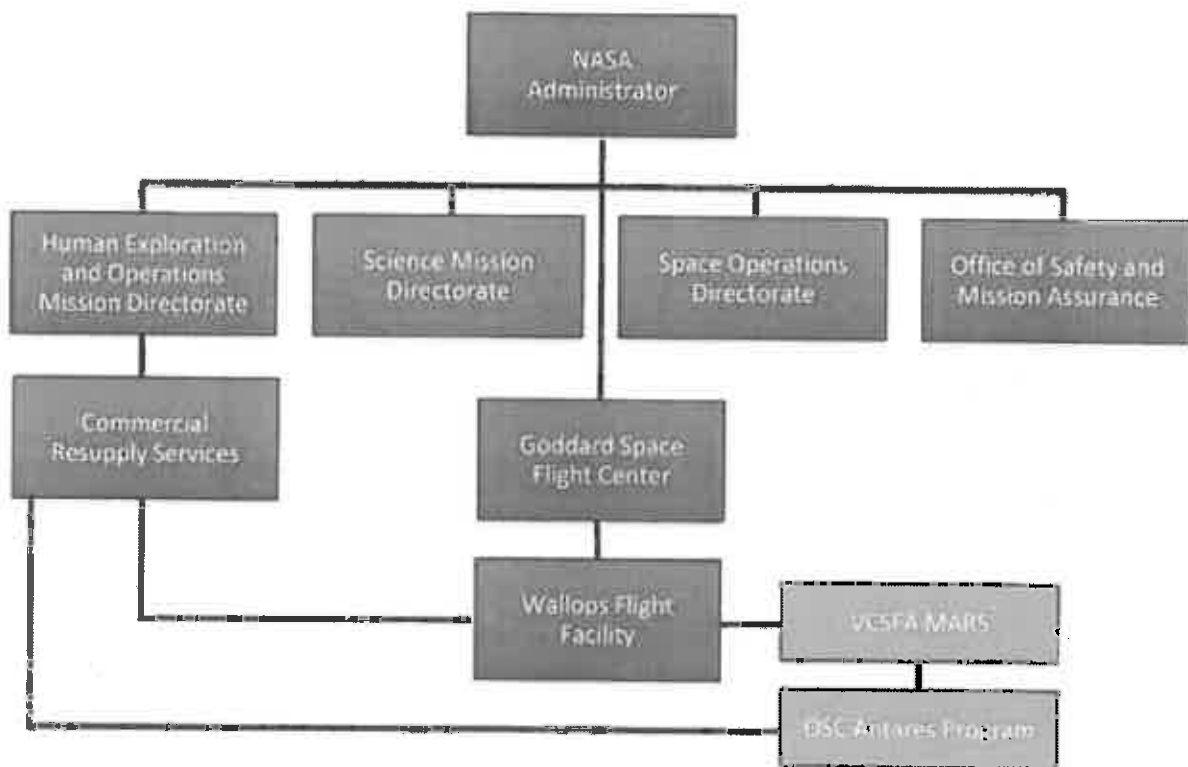 NASA
Administrator
Human Exploration
and Operations
Mission Directorate
Science Mission
Directorate
Space Operations
Directorate
Office of Safety and
Mission Assurance
Commercial
Resupply Services
Goddard Space
Flight Center
Wallops Flight
Facility
VCSFA MARS
OSC Antares Program